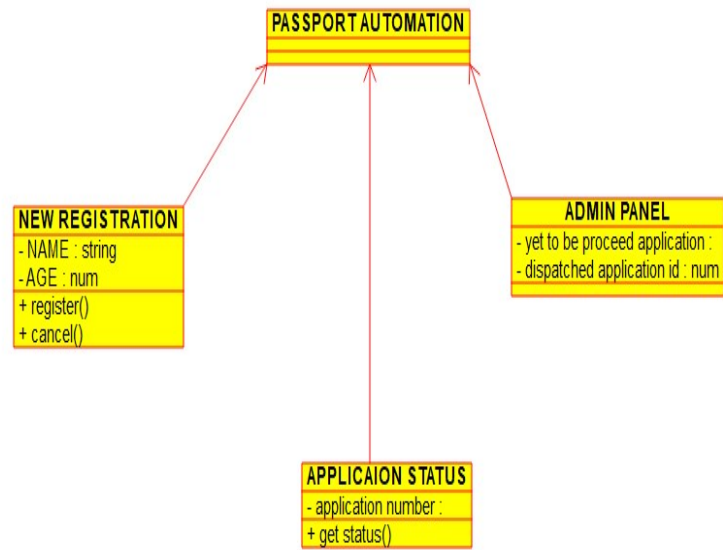 PASSPORT AUTOMATION
NEW REGISTRATION
- NAME : string
- AGE : num
+ register()
+ cancel()
ADMIN PANEL
- yet to be proceed application :
- dispatched application id : num
APPLICAION STATUS
- application number :
+ get status()